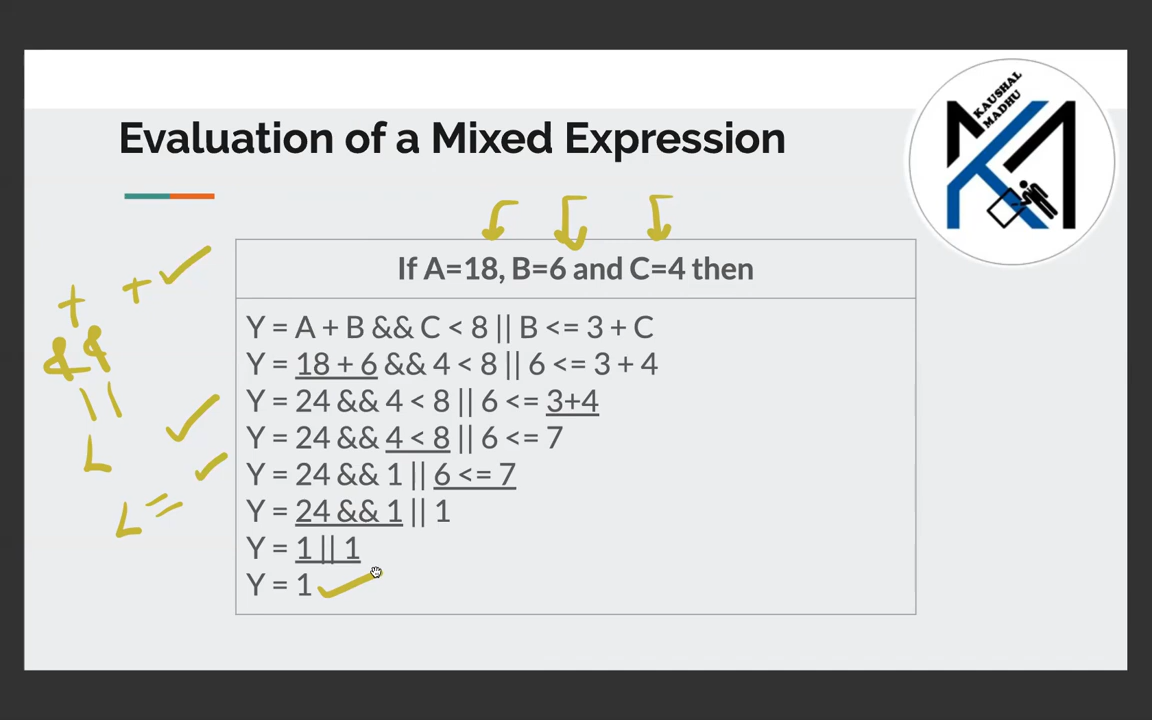 KAUSHAL
MADHU
Evaluation of a Mixed Expression
If A=18, B=6 and C=4 then
Y = A + B && C < 8 || B <= 3 + C
Y = 18 + 6 && 4 < 8 || 6 <= 3 + 4
Y = 24 && 4 < 8 || 6 <= 3+4
Y = 24 && 4 < 8 || 6 <= 7
Y = 24 && 1 || 6 <= 7
Y = 24 && 1 || 1
Y = 1 || 1
Y = 1
+ +
&&
||
<
<=